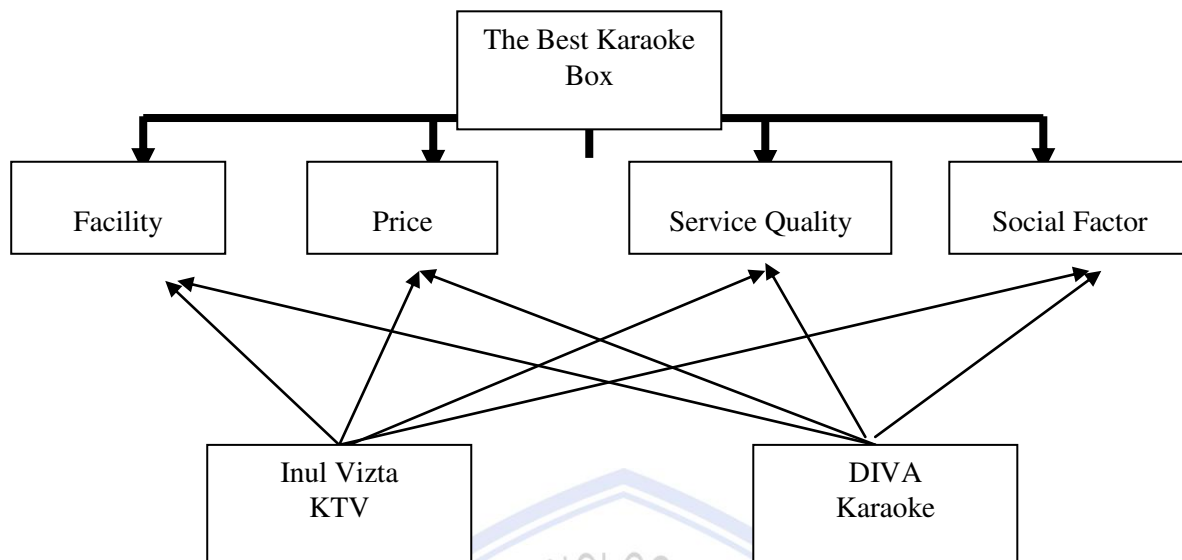 The Best Karaoke
Box
Facility
Price
Service Quality
Social Factor
Inul Vizta
KTV
DIVA
Karaoke